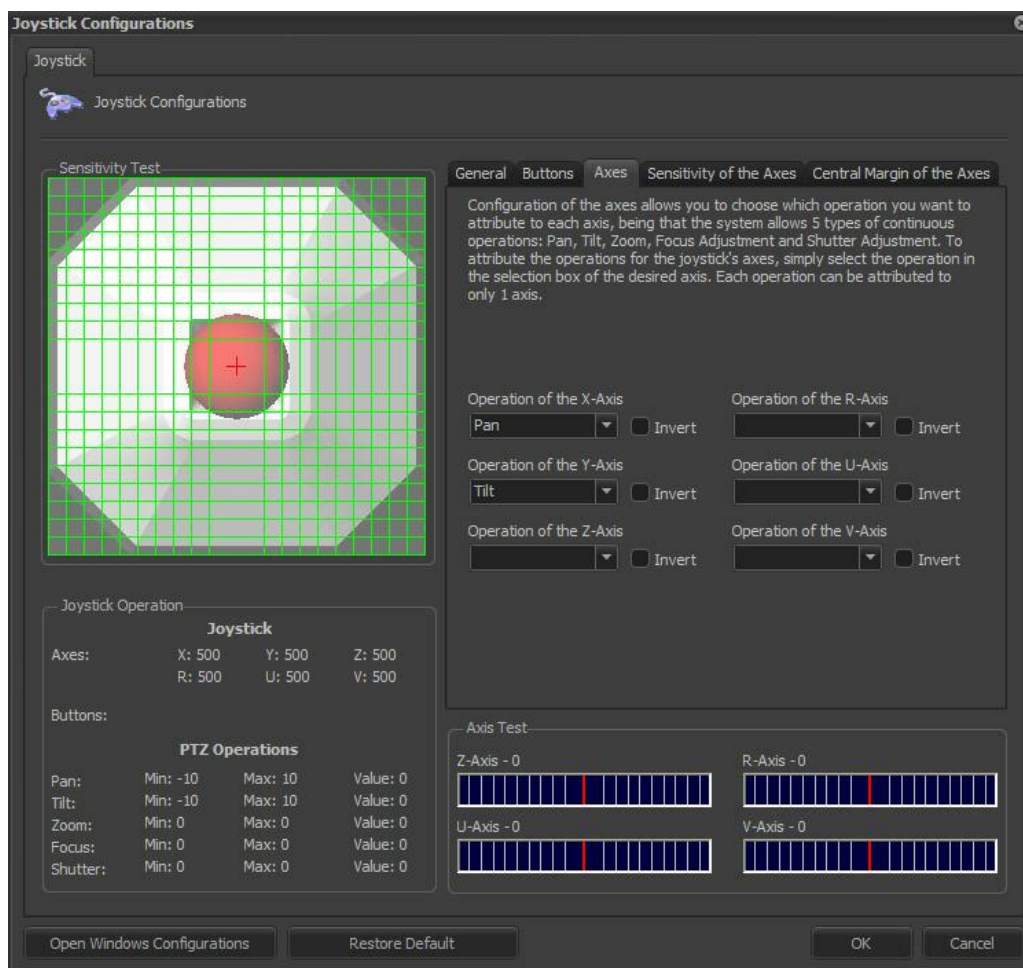 Joystick Configurations
Joystick
Joystick Configurations
Sensitivity Test
General Buttons Axes Sensitivity of the Axes Central Margin of the Axes
Configuration of the axes allows you to choose which operation you want to
attribute to each axis, being that the system allows 5 types of continuous
operations: Pan, Tilt, Zoom, Focus Adjustment and Shutter Adjustment. To
attribute the operations for the joystick's axes, simply select the operation in
the selection box of the desired axis. Each operation can be attributed to
only 1 axis.
Operation of the X-Axis Operation of the R-Axis
Pan Invert Invert
Operation of the Y-Axis Operation of the U-Axis
Tilt Invert Invert
Operation of the Z-Axis Operation of the V-Axis
Invert Invert
Joystick Operation
Joystick
Axes: X: 500 Y: 500 Z: 500
R: 500 U: 500 V: 500
Buttons:
PTZ Operations
Pan: Min: -10 Max: 10 Value: 0
Tilt: Min: -10 Max: 10 Value: 0
Zoom: Min: 0 Max: 0 Value: 0
Focus: Min: 0 Max: 0 Value: 0
Shutter: Min: 0 Max: 0 Value: 0
Axis Test
Z-Axis - 0 R-Axis - 0
U-Axis - 0 V-Axis - 0
Open Windows Configurations Restore Default OK Cancel